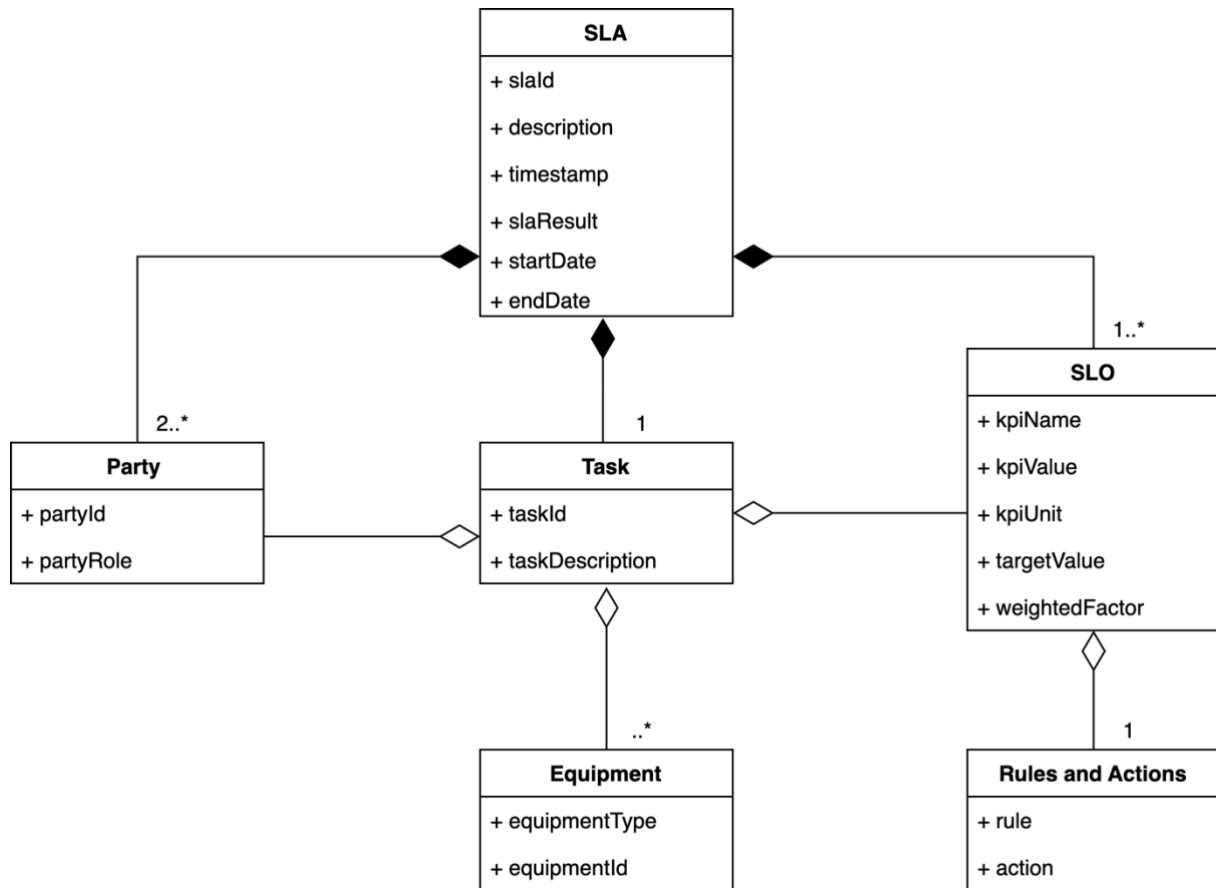 SLA
+ slaId
+ description
+ timestamp
+ slaResult
+ startDate
+ endDate
2..*
1
1..*
Party
+ partyId
+ partyRole
Task
+ taskId
+ taskDescription
SLO
+ kpiName
+ kpiValue
+ kpiUnit
+ targetValue
+ weightedFactor
..*
1
Equipment
+ equipmentType
+ equipmentId
Rules and Actions
+ rule
+ action